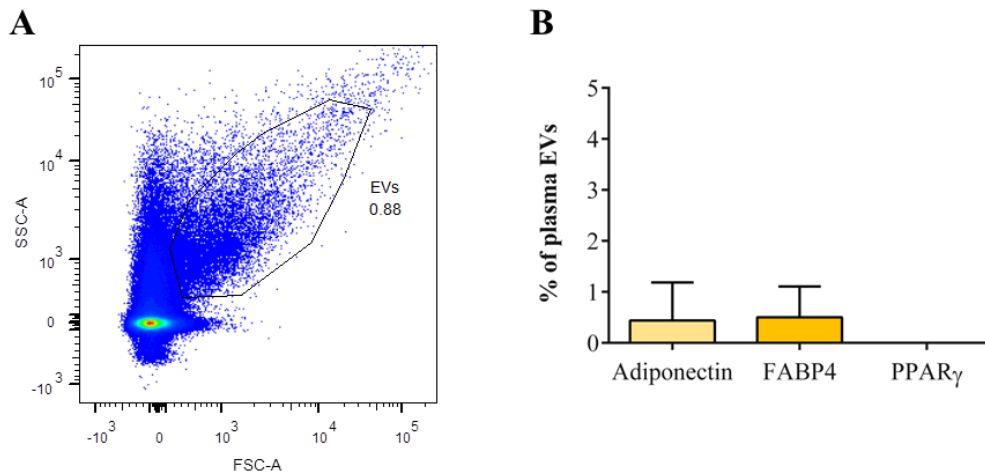 A
SSC-A
10^5
10^4
10^3
0
-10^3
EVs
0.88
-10^3 0 10^3 10^4 10^5
FSC-A
B
% of plasma EVs
5
4
3
2
1
0
Adiponectin FABP4 PPARγ